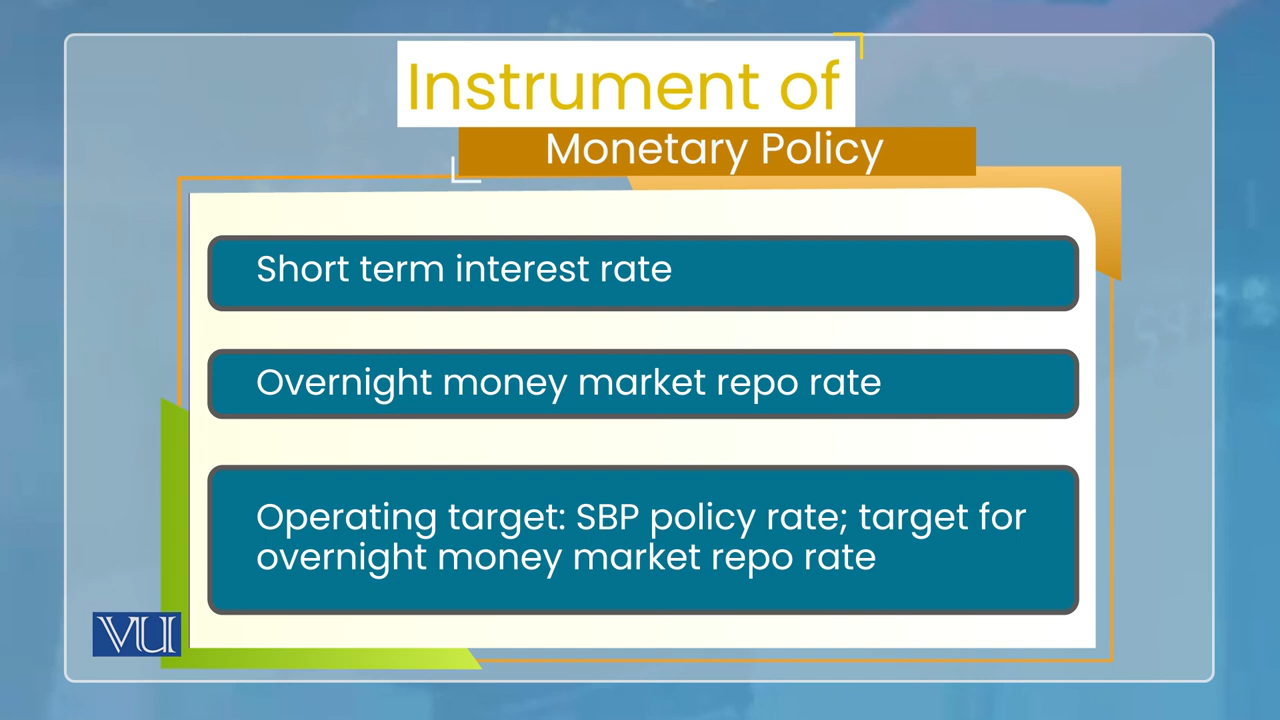 Instrument of
Monetary Policy
Short term interest rate
Overnight money market repo rate
Operating target: SBP policy rate; target for
overnight money market repo rate
VU